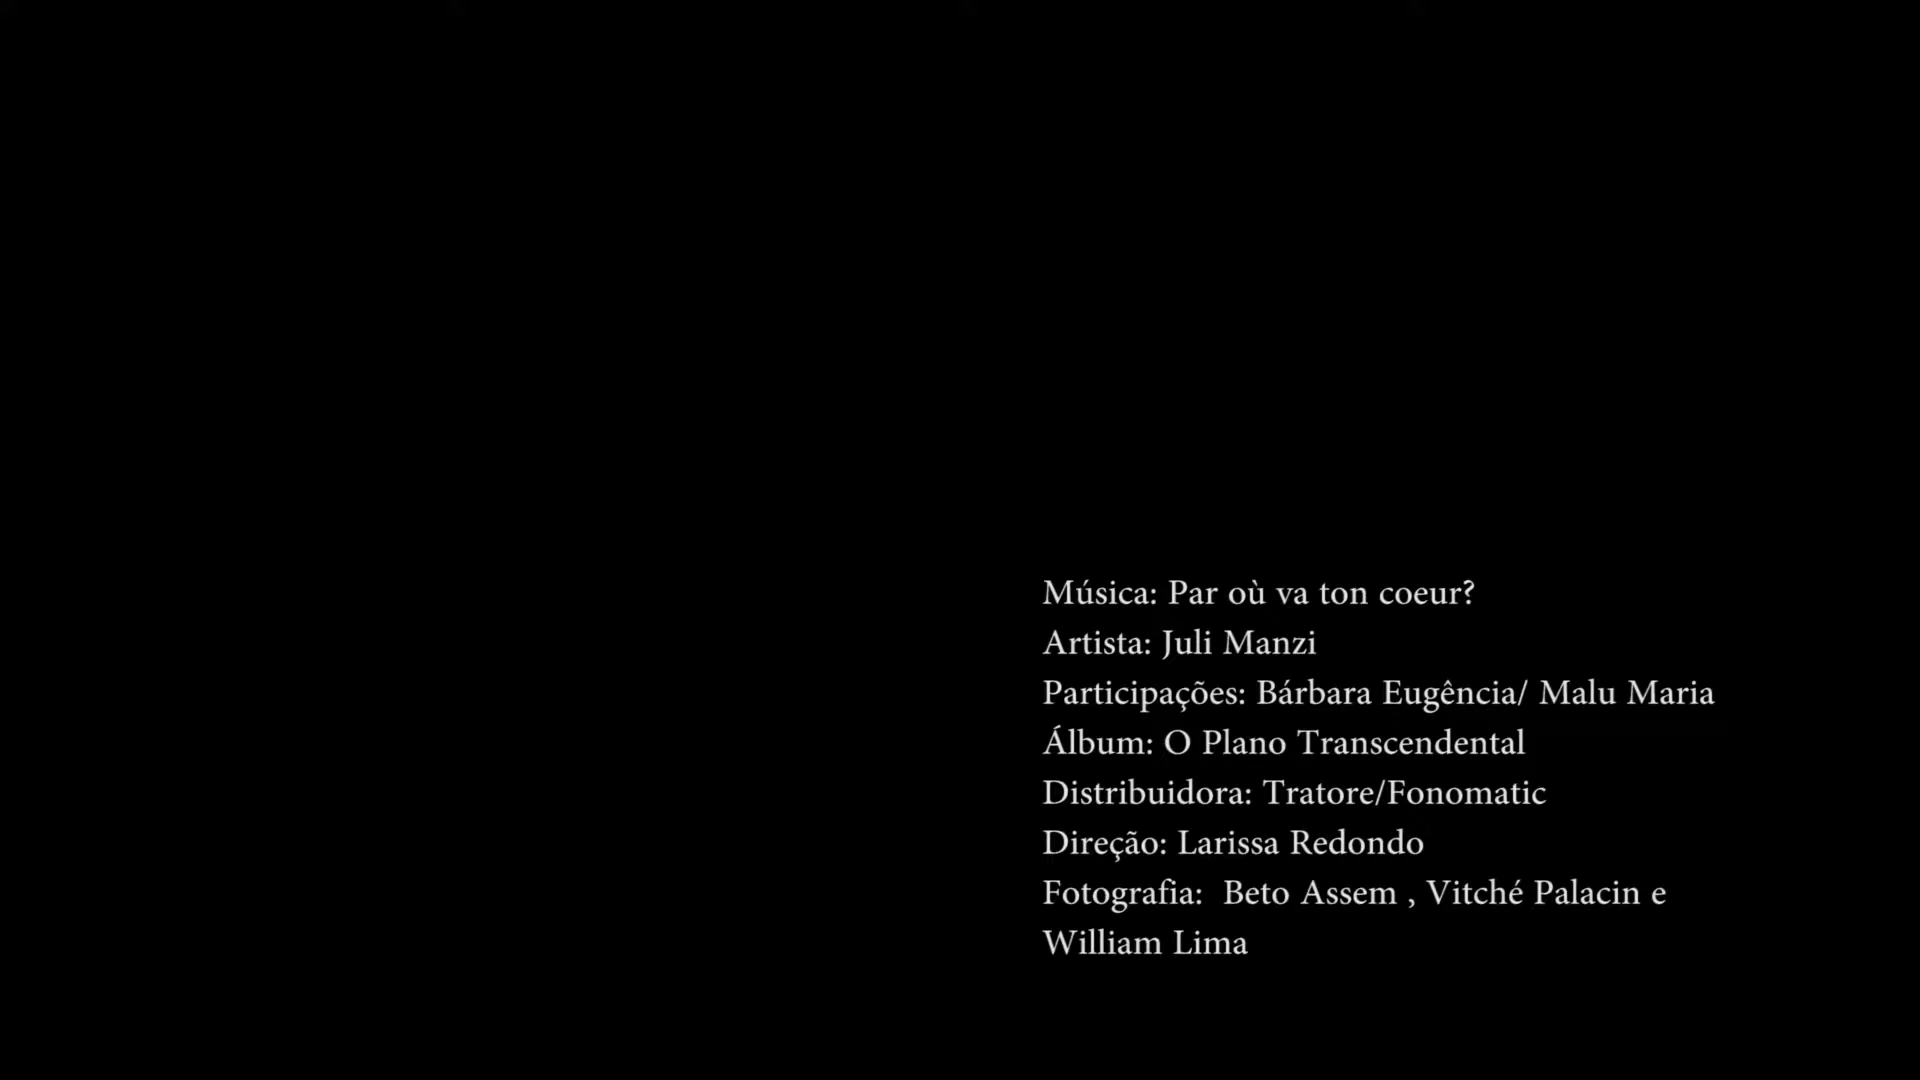 Música: Par où va ton coeur?
Artista: Juli Manzi
Participações: Bárbara Eugência/ Malu Maria
Álbum: O Plano Transcendental
Distribuidora: Tratore/Fonomatic
Direção: Larissa Redondo
Fotografia:  Beto Assem , Vitché Palacin e
William Lima